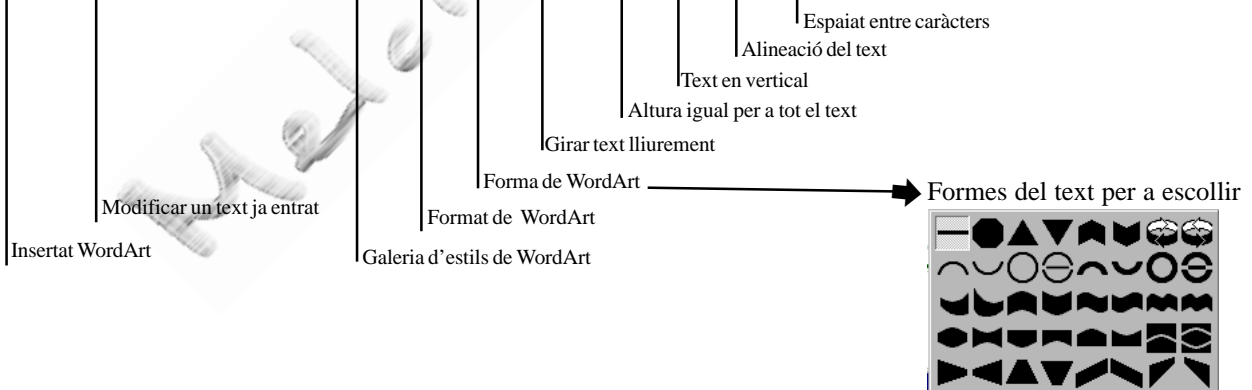 Espaiat entre caràcters
Alineació del text
Text en vertical
Altura igual per a tot el text
Girar text lliurement
Forma de WordArt
Formes del text per a escollir
Modificar un text ja entrat
Format de WordArt
Insertat WordArt
Galeria d'estils de WordArt